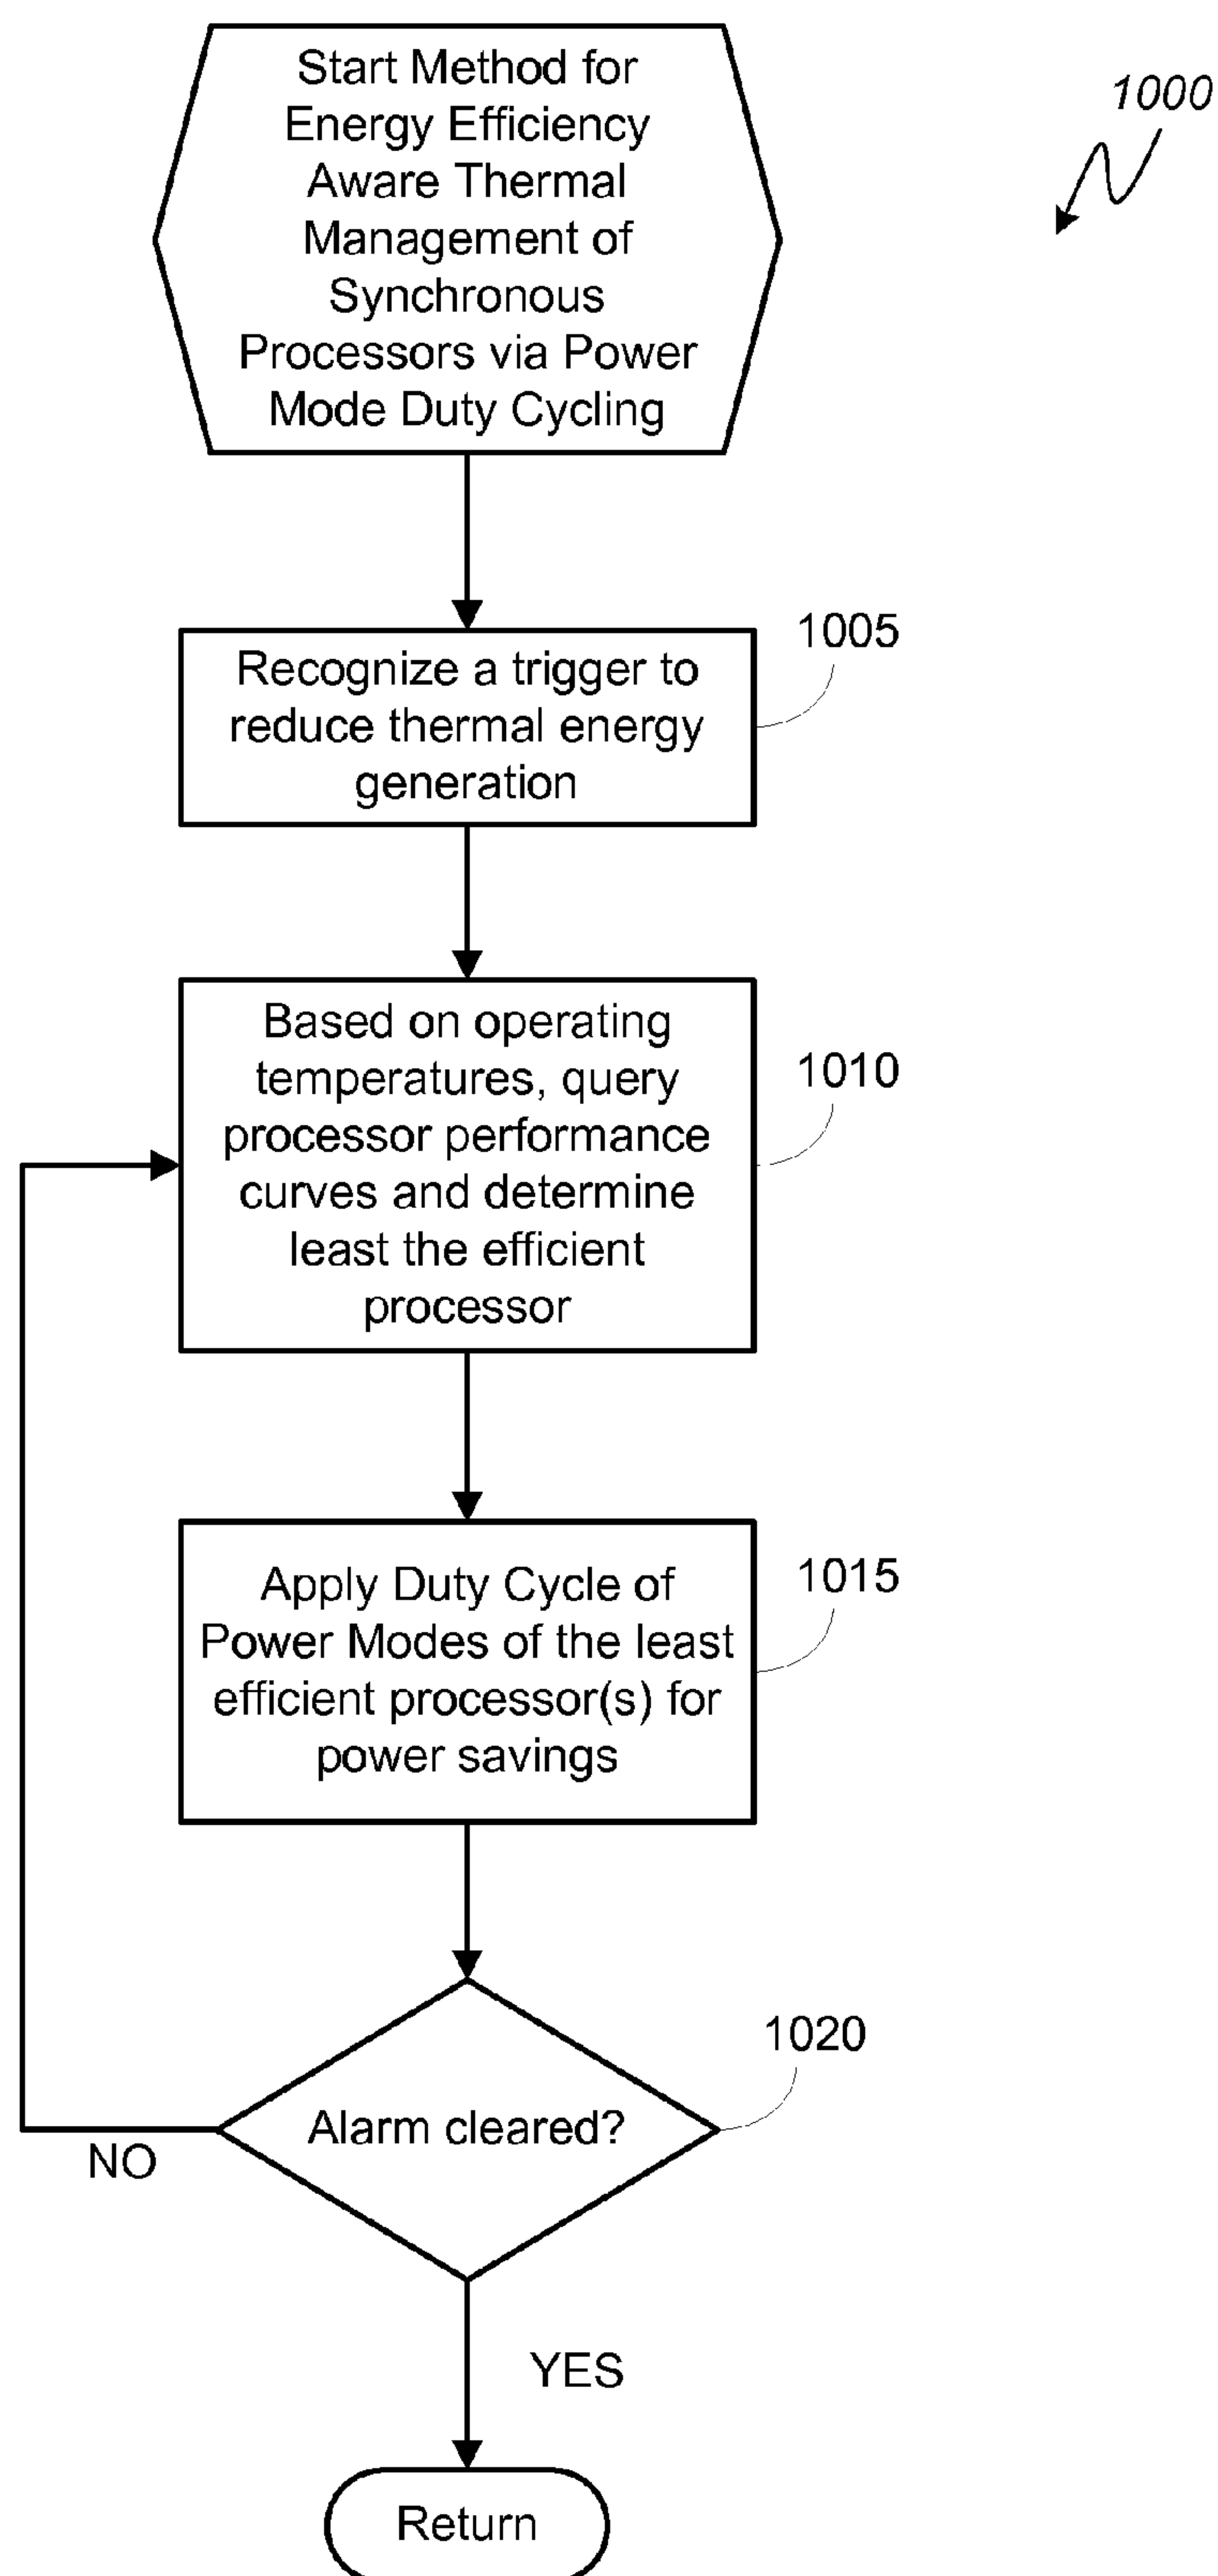 Start Method for
Energy Efficiency
Aware Thermal
Management of
Synchronous
Processors via Power
Mode Duty Cycling
1000
Recognize a trigger to
reduce thermal energy
generation
1005
Based on operating
temperatures, query
processor performance
curves and determine
least the efficient
processor
1010
Apply Duty Cycle of
Power Modes of the least
efficient processor(s) for
power savings
1015
Alarm cleared?
1020
NO
YES
Return